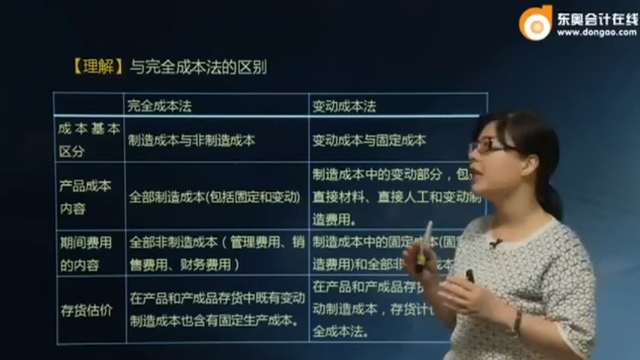 东奥会计在线
www.dongao.com
【理解】与完全成本法的区别
完全成本法
变动成本法
成本基本
区分
制造成本与非制造成本
变动成本与固定成本
产品成本
内容
全部制造成本(包括固定和变动)
制造成本中的变动部分，包
直接材料、直接人工和变动制
造费用。
期间费用
的内容
全部非制造成本（管理费用、销
售费用、财务费用）
制造成本中的固定成本(固定
造费用)和全部非
成本
存货估价
在产品和产成品存货中既有变动
制造成本也含有固定生产成本。
在产品和产成品存货
动制造成本，存货计
全成本法。